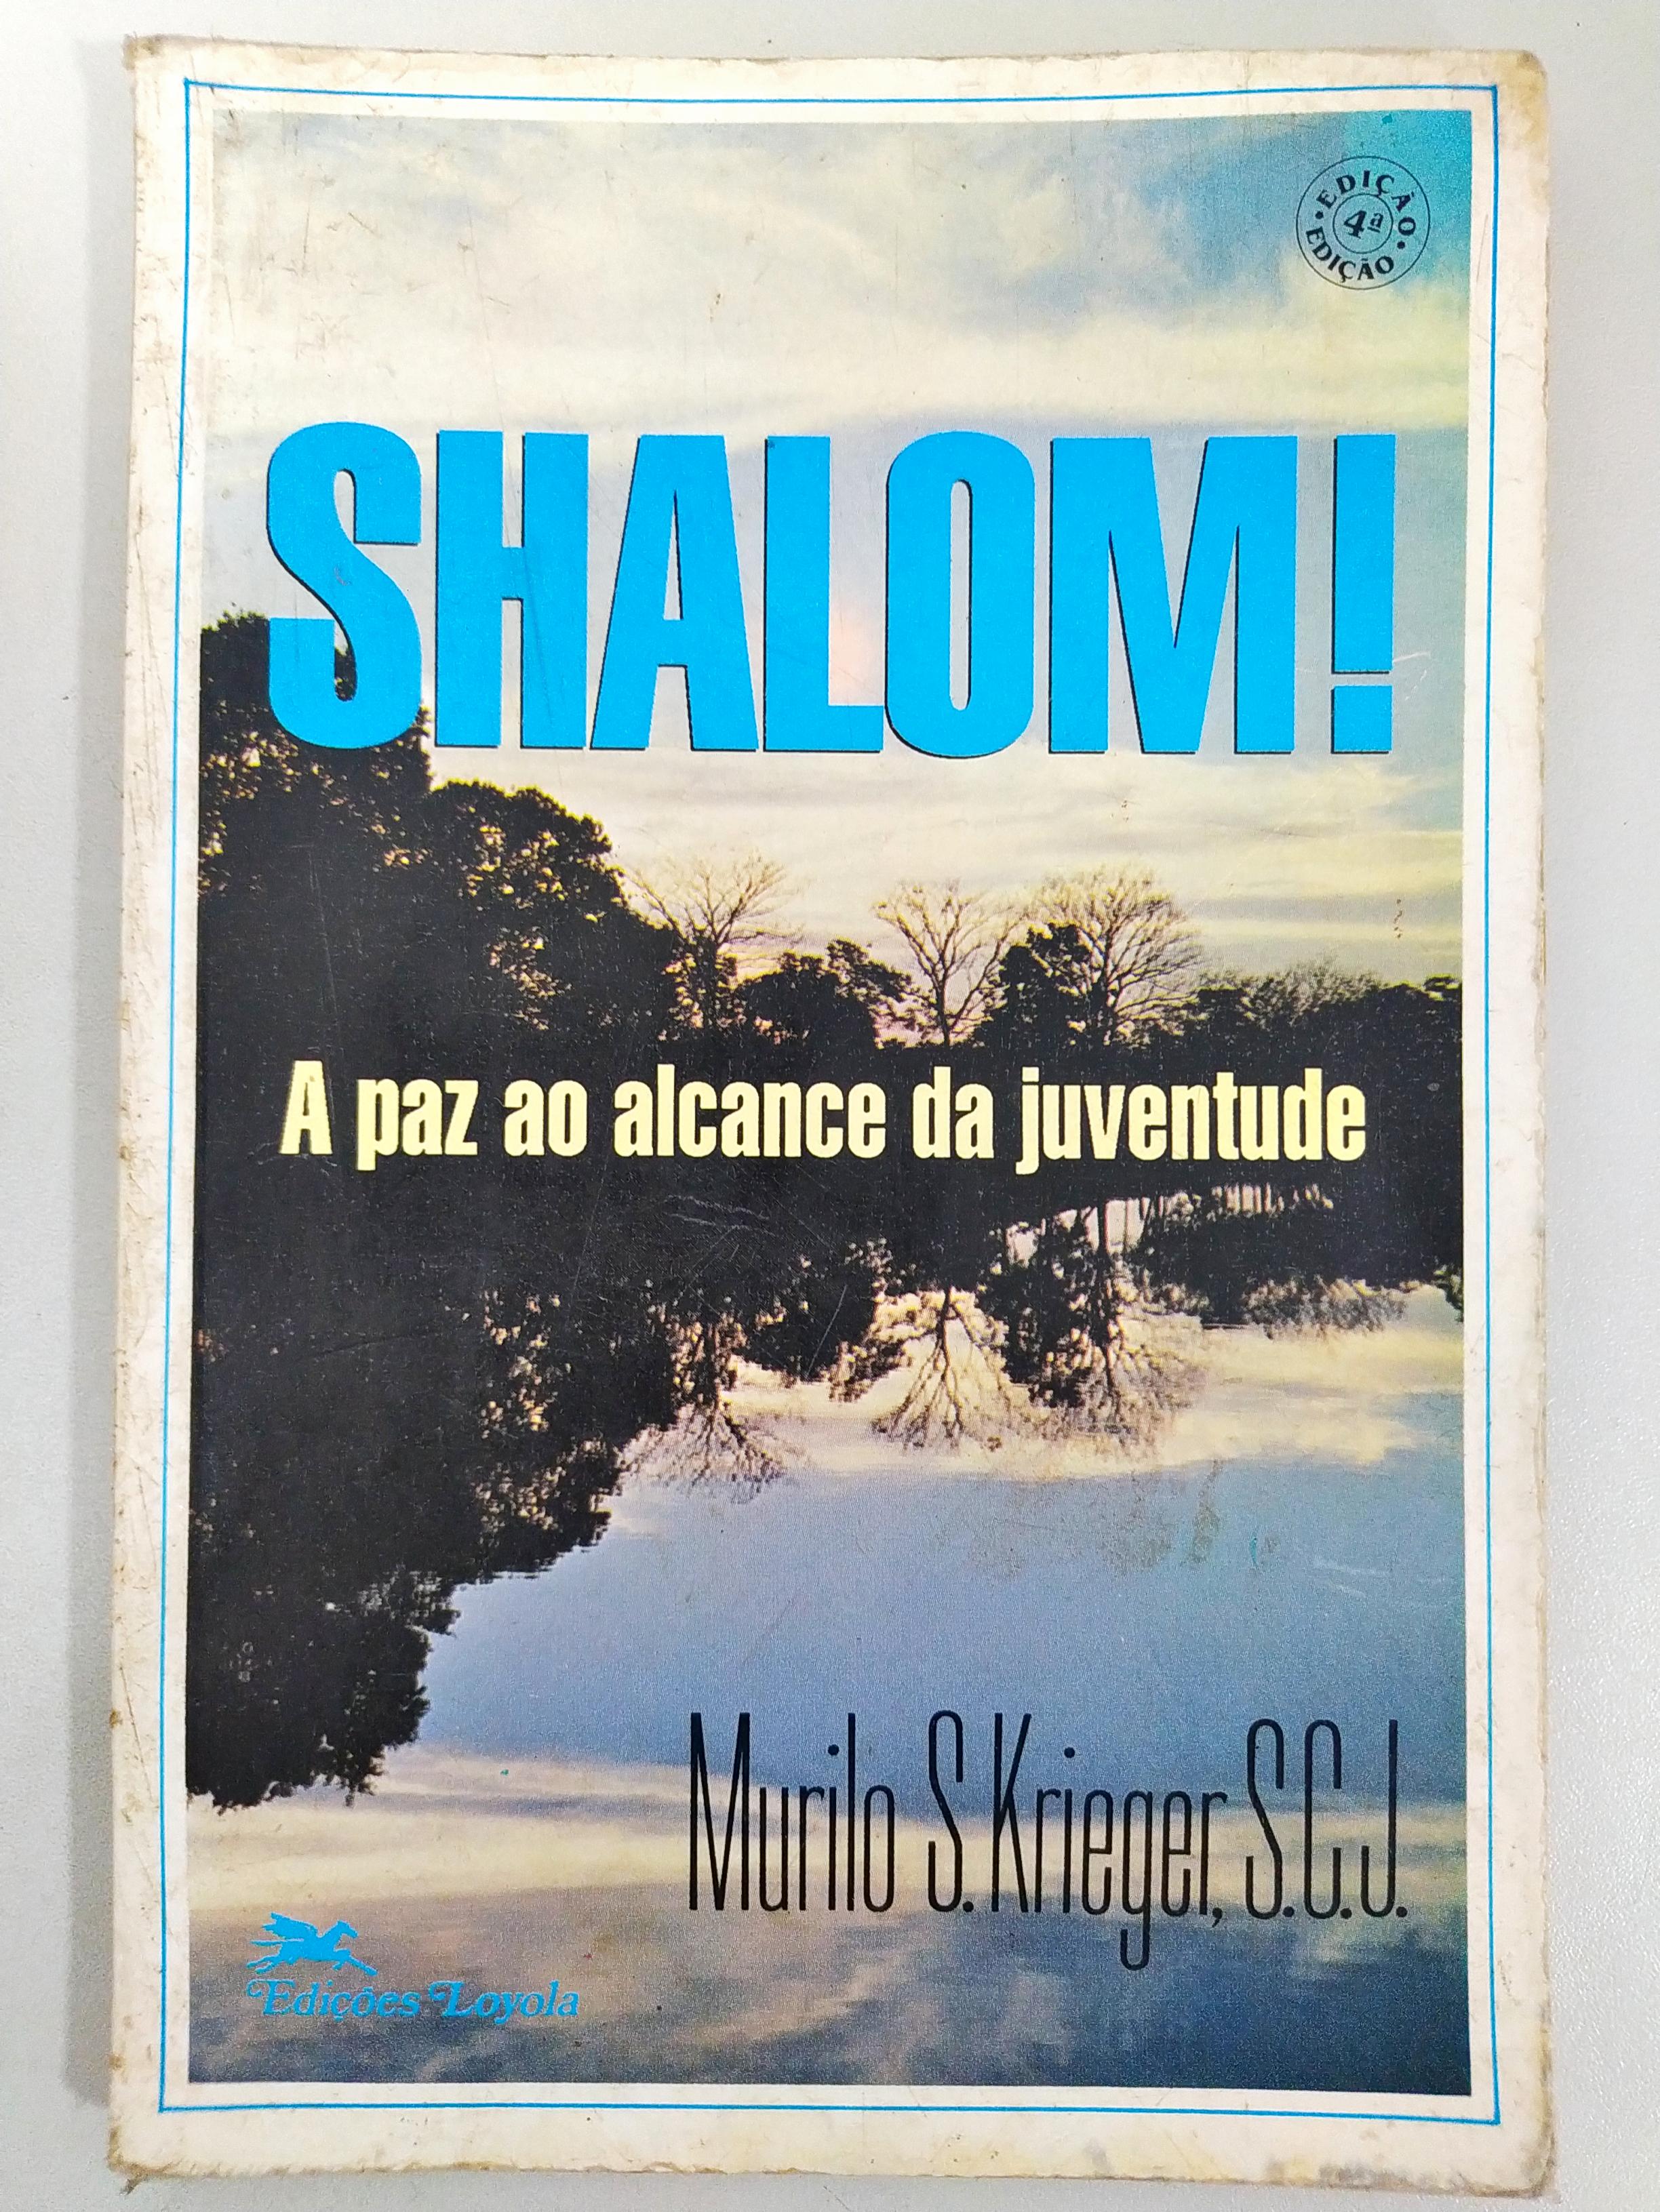 EDIÇÃO
4ª
EDIÇÃO
SHALOM!
A paz ao alcance da juventude
Murilo S. Krieger, S.C.J.
Edições Loyola